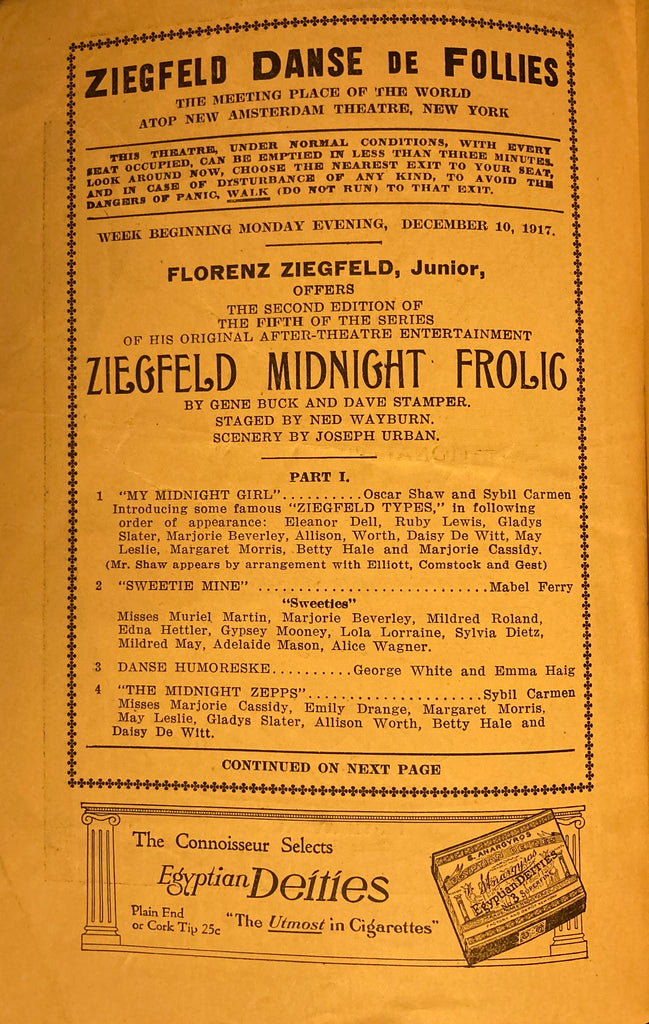 ZIEGFELD DANSE DE FOLLIES
THE MEETING PLACE OF THE WORLD
ATOP NEW AMSTERDAM THEATRE, NEW YORK
THIS THEATRE, UNDER NORMAL CONDITIONS, WITH EVERY
SEAT OCCUPIED, CAN BE EMPTIED IN LESS THAN THREE MINUTES.
LOOK AROUND NOW, CHOOSE THE NEAREST EXIT TO YOUR SEAT,
AND IN CASE OF DISTURBANCE OF ANY KIND, TO AVOID THE
DANGERS OF PANIC, WALK (DO NOT RUN) TO THAT EXIT.
WEEK BEGINNING MONDAY EVENING, DECEMBER 10, 1917.
FLORENZ ZIEGFELD, Junior,
OFFERS
THE SECOND EDITION OF
THE FIFTH OF THE SERIES
OF HIS ORIGINAL AFTER-THEATRE ENTERTAINMENT
ZIEGFELD MIDNIGHT FROLIC
BY GENE BUCK AND DAVE STAMPER.
STAGED BY NED WAYBURN.
SCENERY BY JOSEPH URBAN.
PART I.
1 "MY MIDNIGHT GIRL"..........Oscar Shaw and Sybil Carmen
Introducing some famous "ZIEGFELD TYPES," in following
order of appearance: Eleanor Dell, Ruby Lewis, Gladys
Slater, Marjorie Beverley, Allison, Worth, Daisy De Witt, May
Leslie, Margaret Morris, Betty Hale and Marjorie Cassidy.
(Mr. Shaw appears by arrangement with Elliott, Comstock and Gest)
2 "SWEETIE MINE" ............................Mabel Ferry
"Sweeties"
Misses Muriel Martin, Marjorie Beverley, Mildred Roland,
Edna Hettler, Gypsey Mooney, Lola Lorraine, Sylvia Dietz,
Mildred May, Adelaide Mason, Alice Wagner.
3 DANSE HUMORESKE..........George White and Emma Haig
4 "THE MIDNIGHT ZEPPS"....................Sybil Carmen
Misses Marjorie Cassidy, Emily Drange, Margaret Morris,
May Leslie, Gladys Slater, Allison Worth, Betty Hale and
Daisy De Witt.
CONTINUED ON NEXT PAGE
The Connoisseur Selects
Egyptian Deities
Plain End
or Cork Tip 25c
"The Utmost in Cigarettes"
S. ANARGYROS
EGYPTIAN DEITIES
Anargyros
Egyptian Deities
No. 3 SUPERFINE